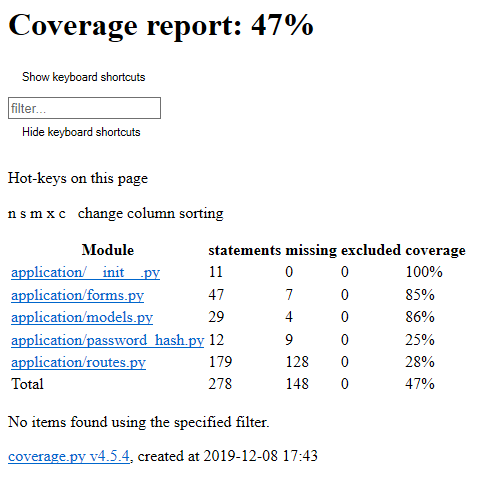 Coverage report: 47%
Show keyboard shortcuts
filter...
Hide keyboard shortcuts
Hot-keys on this page
n s m x c change column sorting
Module statements missing excluded coverage
application/__init__.py 11 0 0 100%
application/forms.py 47 7 0 85%
application/models.py 29 4 0 86%
application/password_hash.py 12 9 0 25%
application/routes.py 179 128 0 28%
Total 278 148 0 47%
No items found using the specified filter.
coverage.py v4.5.4, created at 2019-12-08 17:43